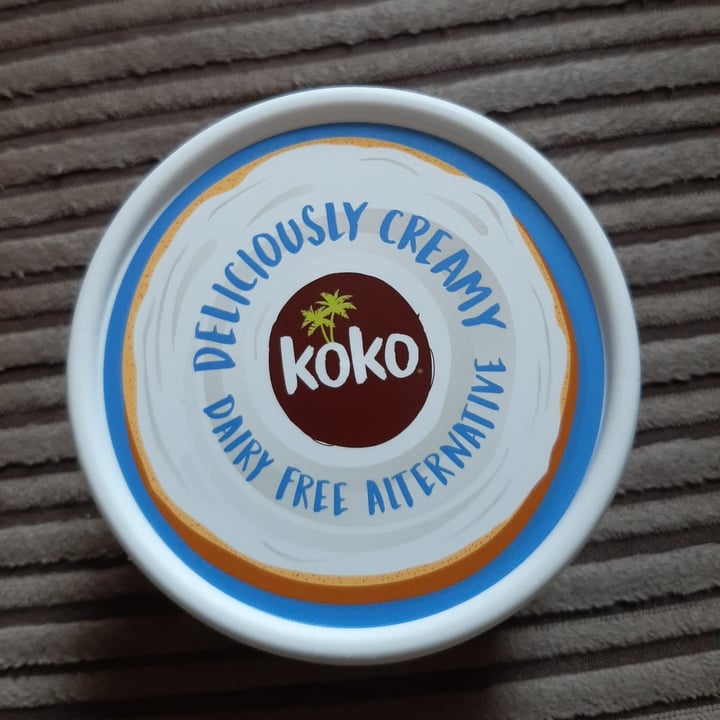 DELICIOUSLY CREAMY
koko
DAIRY FREE ALTERNATIVE